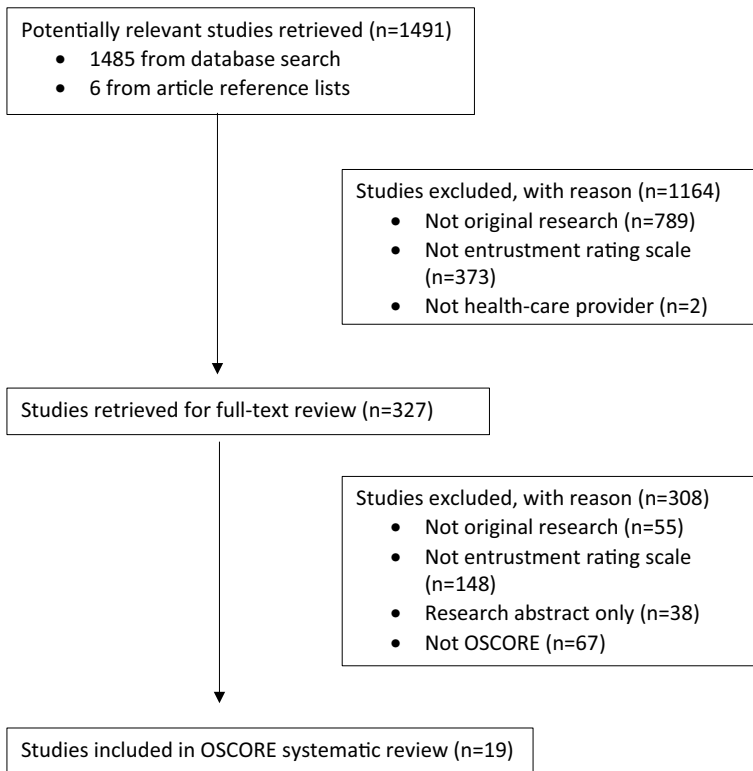 Potentially relevant studies retrieved (n=1491)
• 1485 from database search
• 6 from article reference lists
Studies excluded, with reason (n=1164)
• Not original research (n=789)
• Not entrustment rating scale
(n=373)
• Not health-care provider (n=2)
Studies retrieved for full-text review (n=327)
Studies excluded, with reason (n=308)
• Not original research (n=55)
• Not entrustment rating scale
(n=148)
• Research abstract only (n=38)
• Not OSCORE (n=67)
Studies included in OSCORE systematic review (n=19)